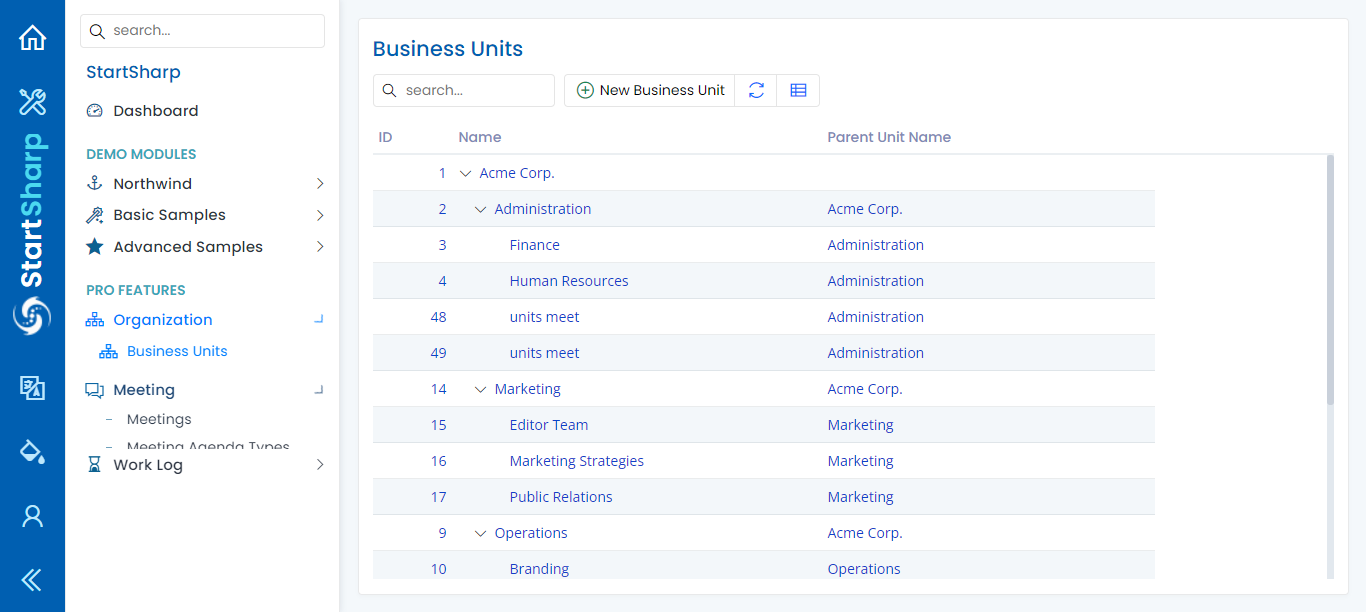 StartSharp
search...
StartSharp
Dashboard
DEMO MODULES
Northwind
Basic Samples
Advanced Samples
PRO FEATURES
Organization
Business Units
Meeting
Meetings
Meeting Agenda Types
Work Log
Business Units
search...
New Business Unit
ID Name Parent Unit Name
1 Acme Corp.
2 Administration Acme Corp.
3 Finance Administration
4 Human Resources Administration
48 units meet Administration
49 units meet Administration
14 Marketing Acme Corp.
15 Editor Team Marketing
16 Marketing Strategies Marketing
17 Public Relations Marketing
9 Operations Acme Corp.
10 Branding Operations